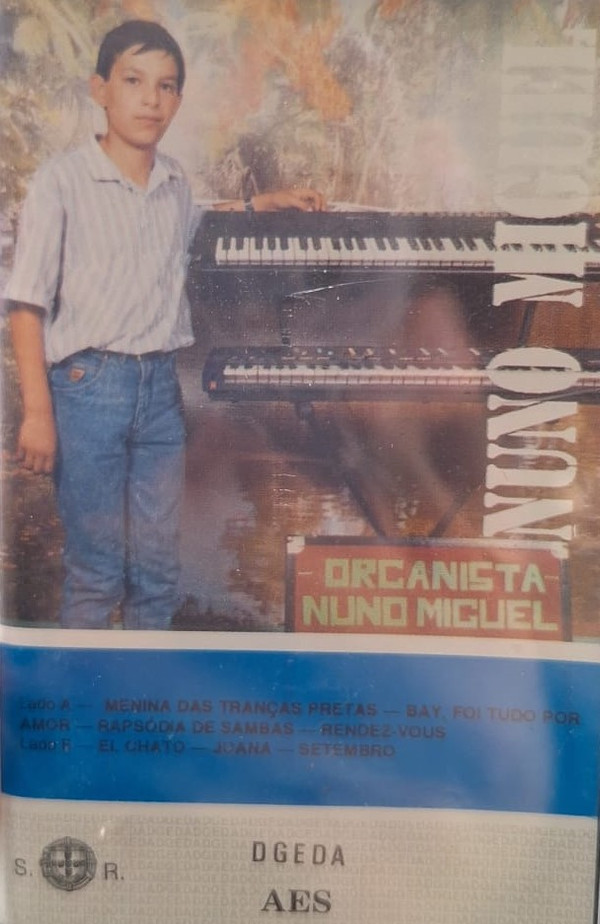 NUNO MIGUEL
ORGANISTA
NUNO MIGUEL
Lado A — MENINA DAS TRANÇAS PRETAS — BAY, FOI TUDO POR
AMOR — RAPSÓDIA DE SAMBAS — RENDEZ-VOUS
Lado B — EL CHATO — JOANA — SETEMBRO
S. R.
DGEDA
AES